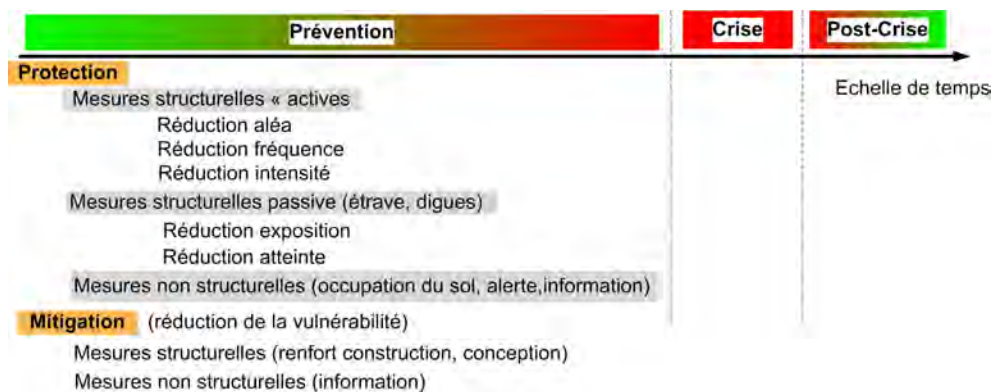 Prévention Crise Post-Crise
Echelle de temps
Protection
Mesures structurelles « actives
Réduction aléa
Réduction fréquence
Réduction intensité
Mesures structurelles passive (étrave, digues)
Réduction exposition
Réduction atteinte
Mesures non structurelles (occupation du sol, alerte,information)
Mitigation (réduction de la vulnérabilité)
Mesures structurelles (renfort construction, conception)
Mesures non structurelles (information)